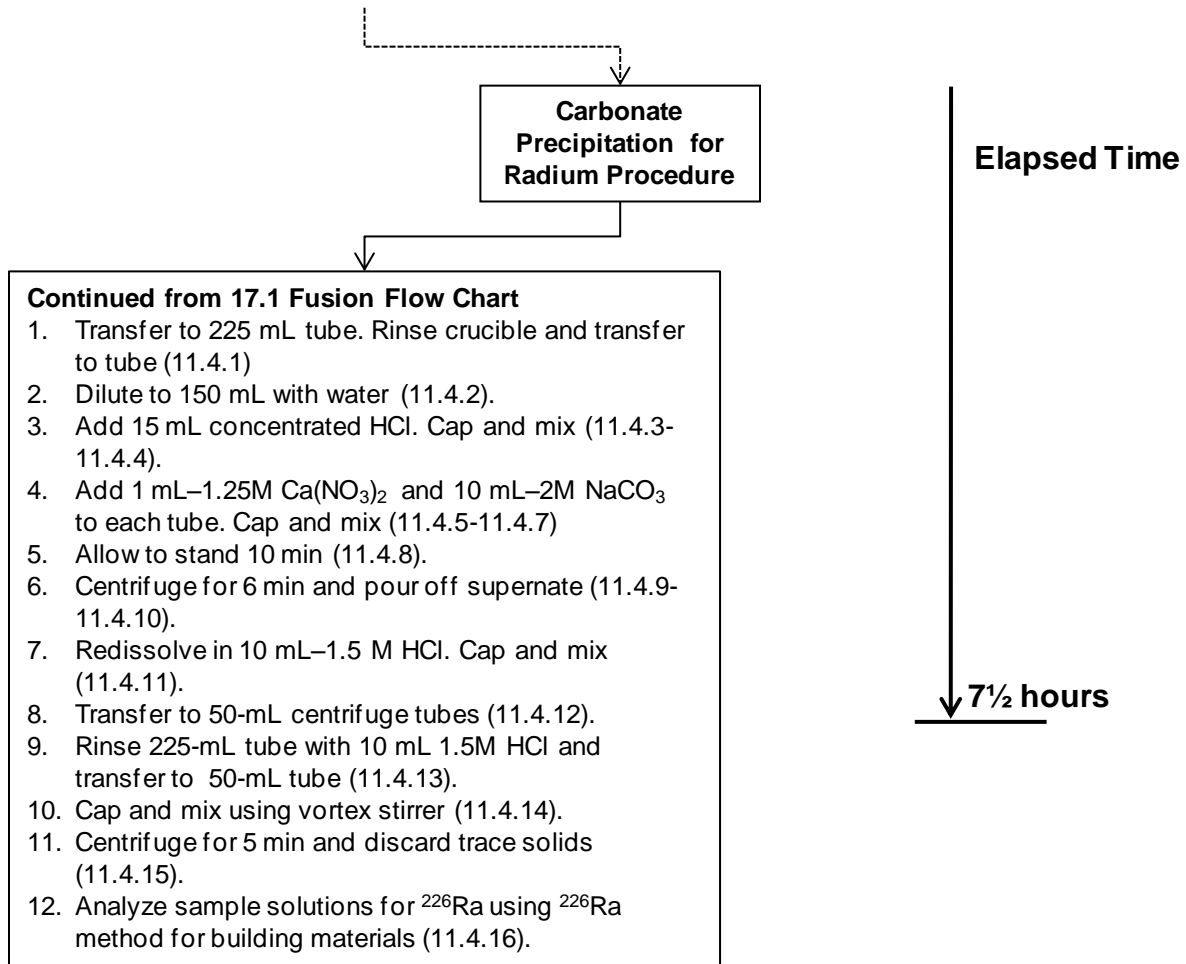 Carbonate
Precipitation for
Radium Procedure
Elapsed Time
Continued from 17.1 Fusion Flow Chart
1. Transfer to 225 mL tube. Rinse crucible and transfer
to tube (11.4.1)
2. Dilute to 150 mL with water (11.4.2).
3. Add 15 mL concentrated HCl. Cap and mix (11.4.3-
11.4.4).
4. Add 1 mL–1.25M Ca(NO₃)₂ and 10 mL–2M NaCO₃
to each tube. Cap and mix (11.4.5-11.4.7)
5. Allow to stand 10 min (11.4.8).
6. Centrifuge for 6 min and pour off supernate (11.4.9-
11.4.10).
7. Redissolve in 10 mL–1.5 M HCl. Cap and mix
(11.4.11).
8. Transfer to 50-mL centrifuge tubes (11.4.12).
9. Rinse 225-mL tube with 10 mL 1.5M HCl and
transfer to 50-mL tube (11.4.13).
10. Cap and mix using vortex stirrer (11.4.14).
11. Centrifuge for 5 min and discard trace solids
(11.4.15).
12. Analyze sample solutions for ²²⁶Ra using ²²⁶Ra
method for building materials (11.4.16).
7½ hours